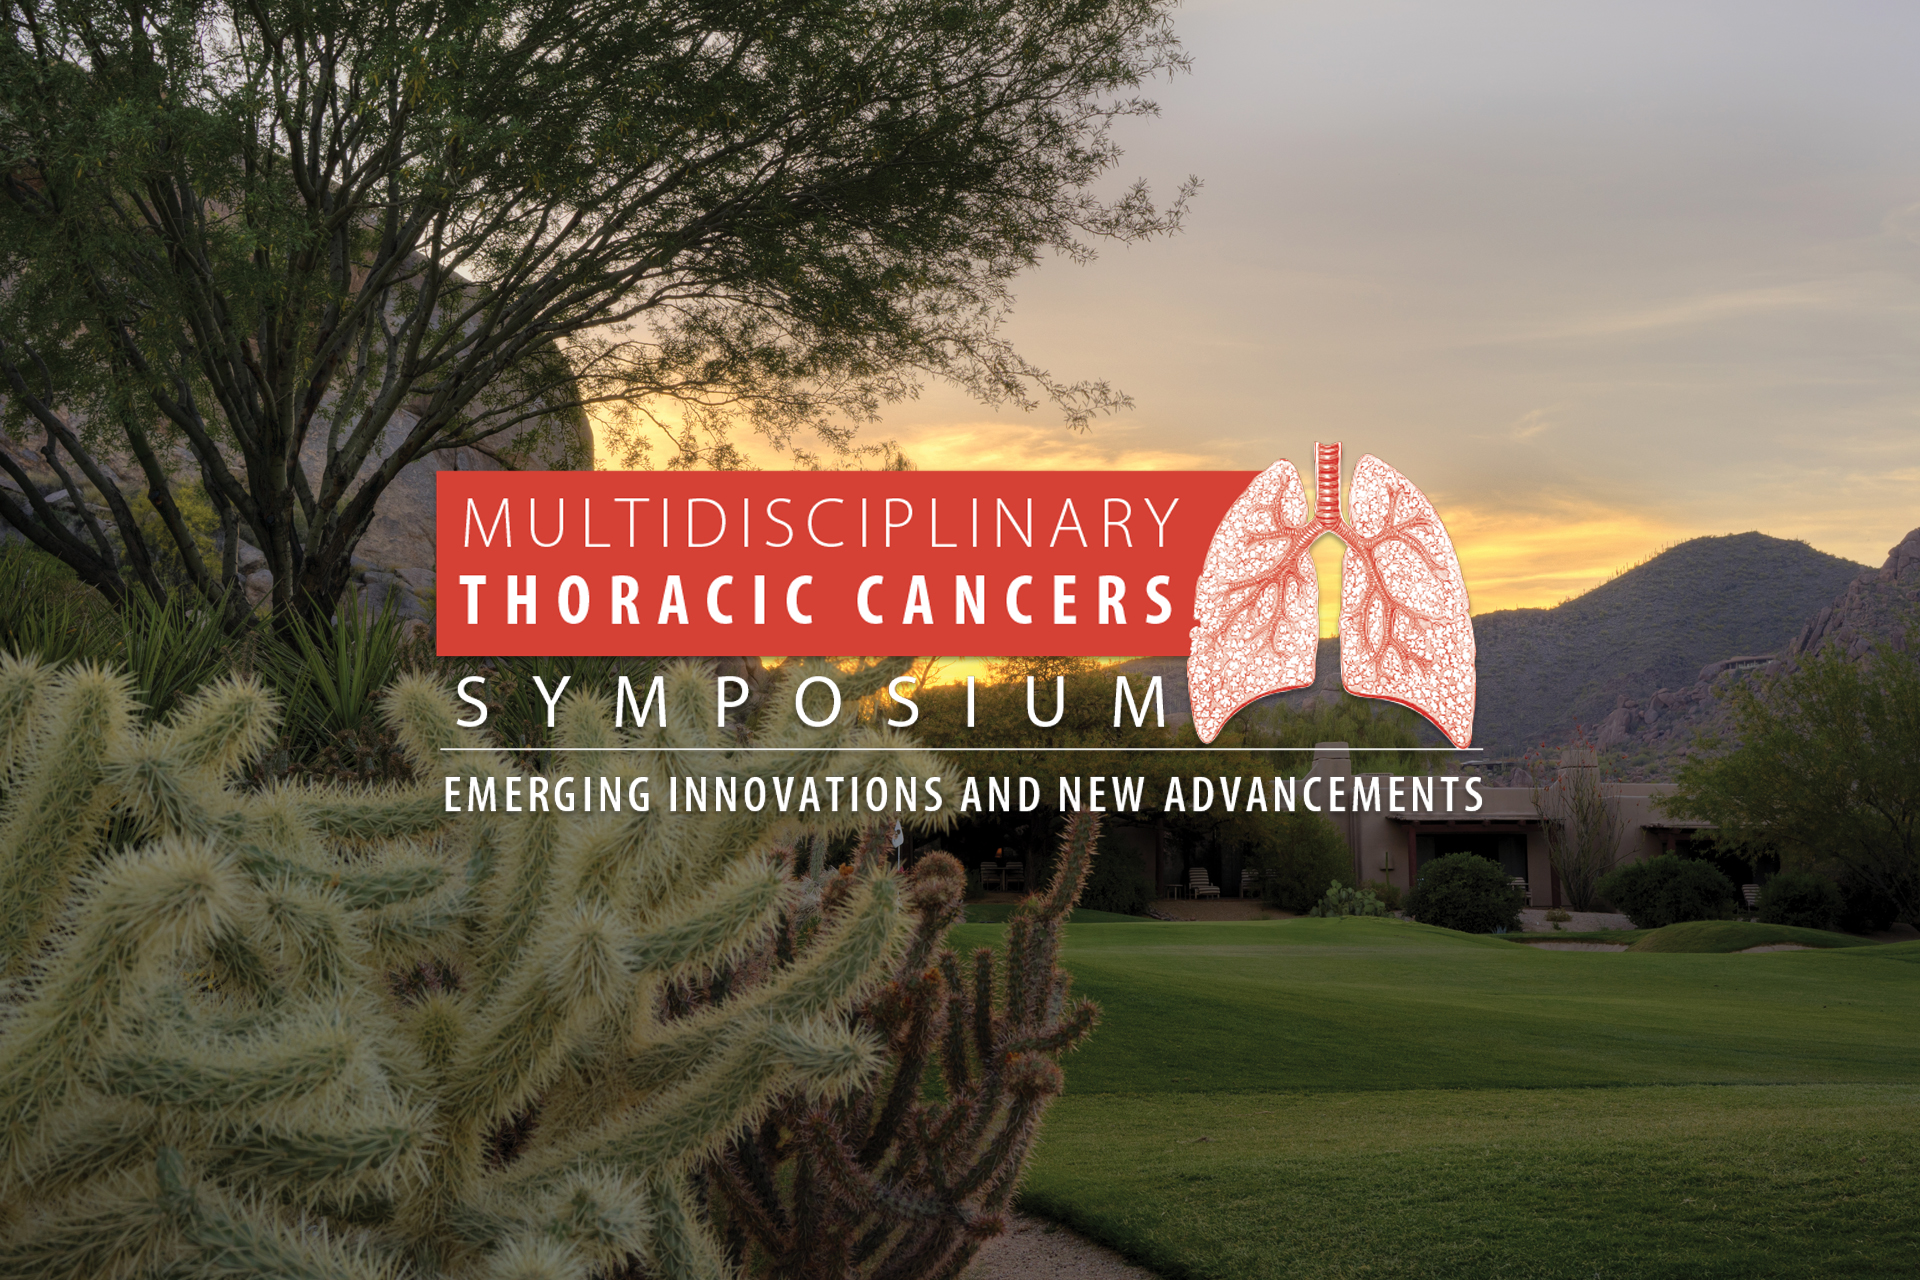 MULTIDISCIPLINARY
THORACIC CANCERS
SYMPOSIUM
EMERGING INNOVATIONS AND NEW ADVANCEMENTS